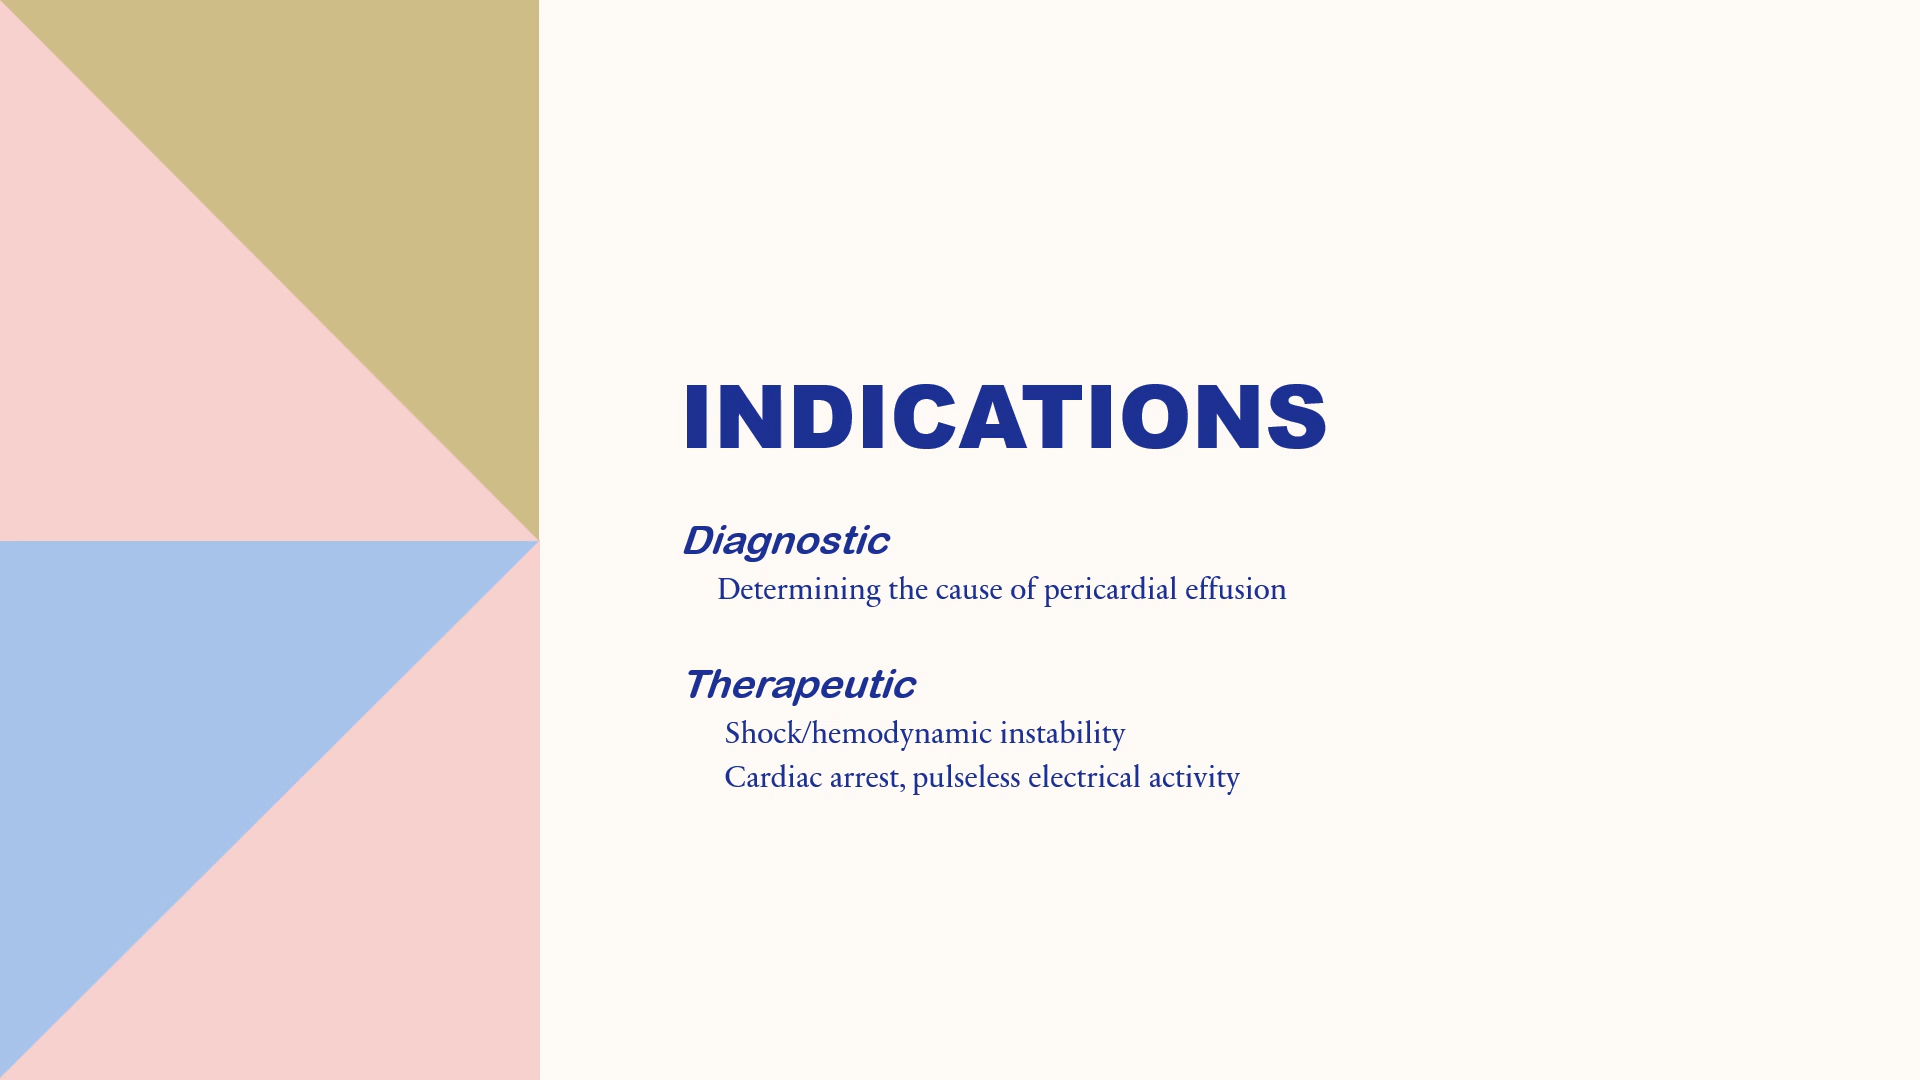 INDICATIONS
Diagnostic
Determining the cause of pericardial effusion
Therapeutic
Shock/hemodynamic instability
Cardiac arrest, pulseless electrical activity